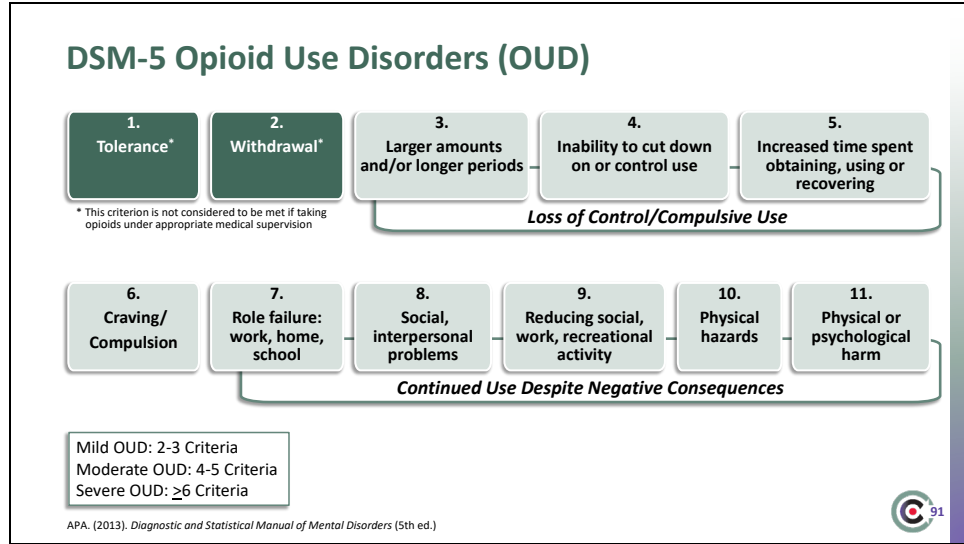 DSM-5 Opioid Use Disorders (OUD)
1.
Tolerance*
2.
Withdrawal*
3.
Larger amounts
and/or longer periods
4.
Inability to cut down
on or control use
5.
Increased time spent
obtaining, using or
recovering
* This criterion is not considered to be met if taking
opioids under appropriate medical supervision
Loss of Control/Compulsive Use
6.
Craving/
Compulsion
7.
Role failure:
work, home,
school
8.
Social,
interpersonal
problems
9.
Reducing social,
work, recreational
activity
10.
Physical
hazards
11.
Physical or
psychological
harm
Continued Use Despite Negative Consequences
Mild OUD: 2-3 Criteria
Moderate OUD: 4-5 Criteria
Severe OUD: >6 Criteria
APA. (2013). Diagnostic and Statistical Manual of Mental Disorders (5th ed.)
91